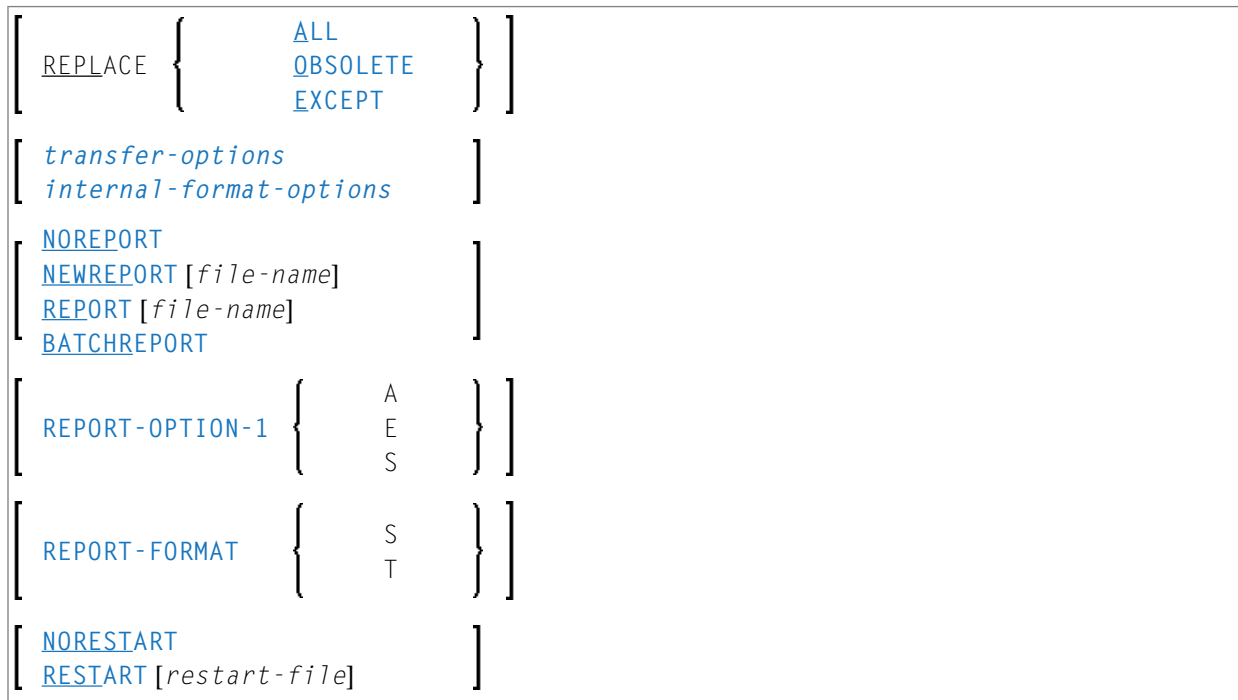 ALL
REPLACE OBSOLETE
EXCEPT
transfer-options
internal-format-options
NOREPORT
NEWREPORT [file-name]
REPORT [file-name]
BATCHREPORT
A
REPORT-OPTION-1 E
S
S
REPORT-FORMAT
T
NORESTART
RESTART [restart-file]